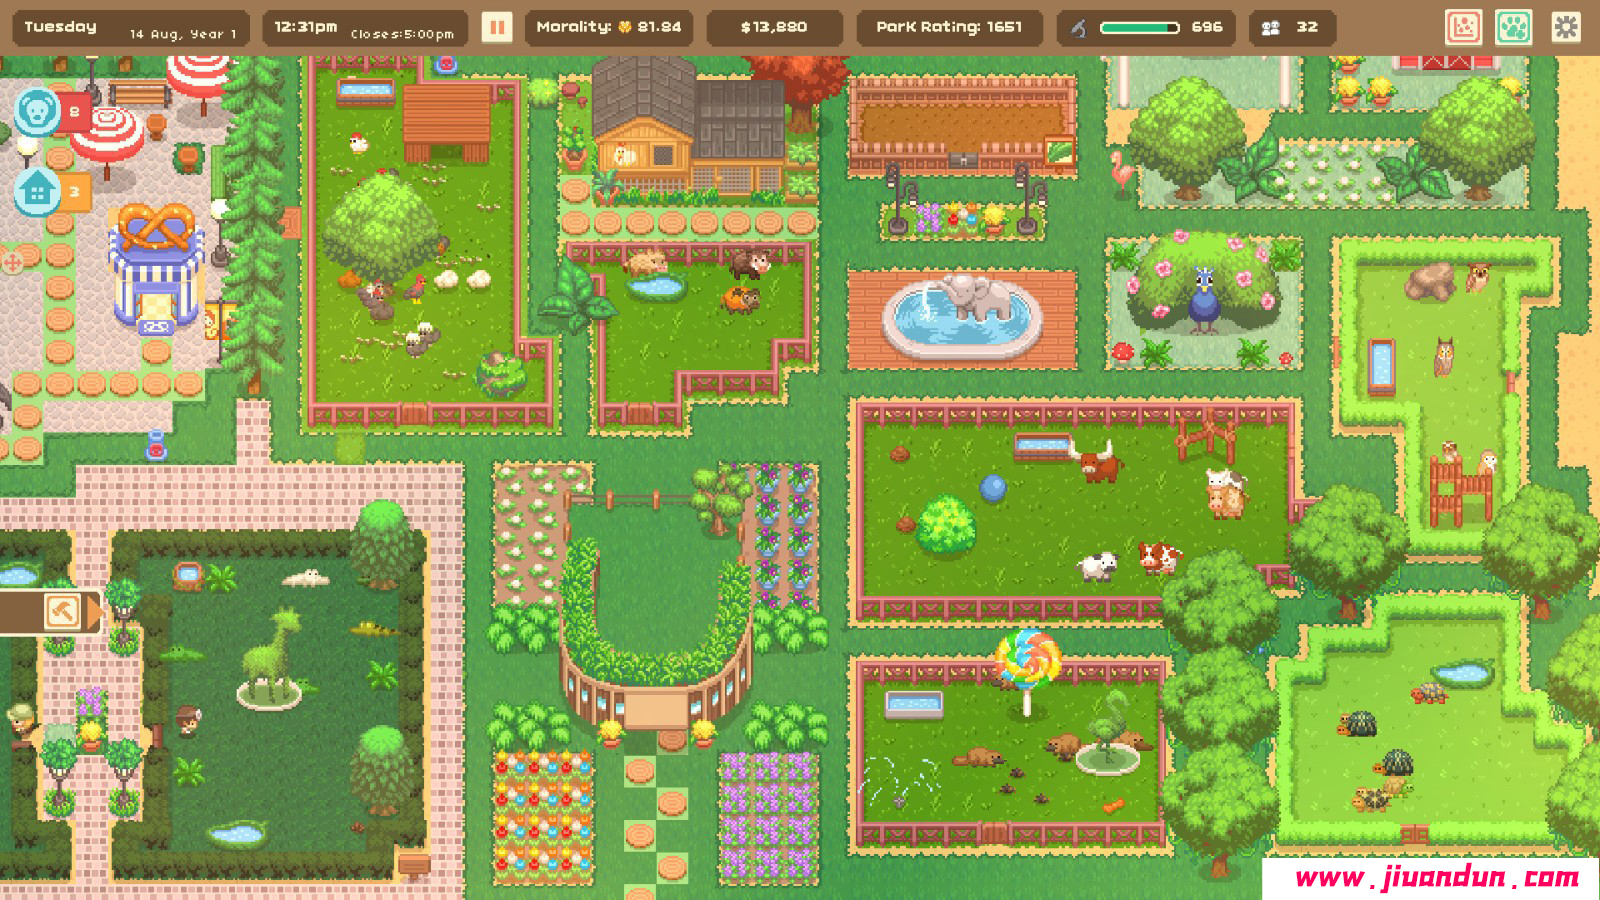 Tuesday
14 Aug, Year 1
12:31pm
Closes:5:00pm
Morality: 81.84
$13,880
Park Rating: 1651
696
32
8
3
www.jiuandun.com